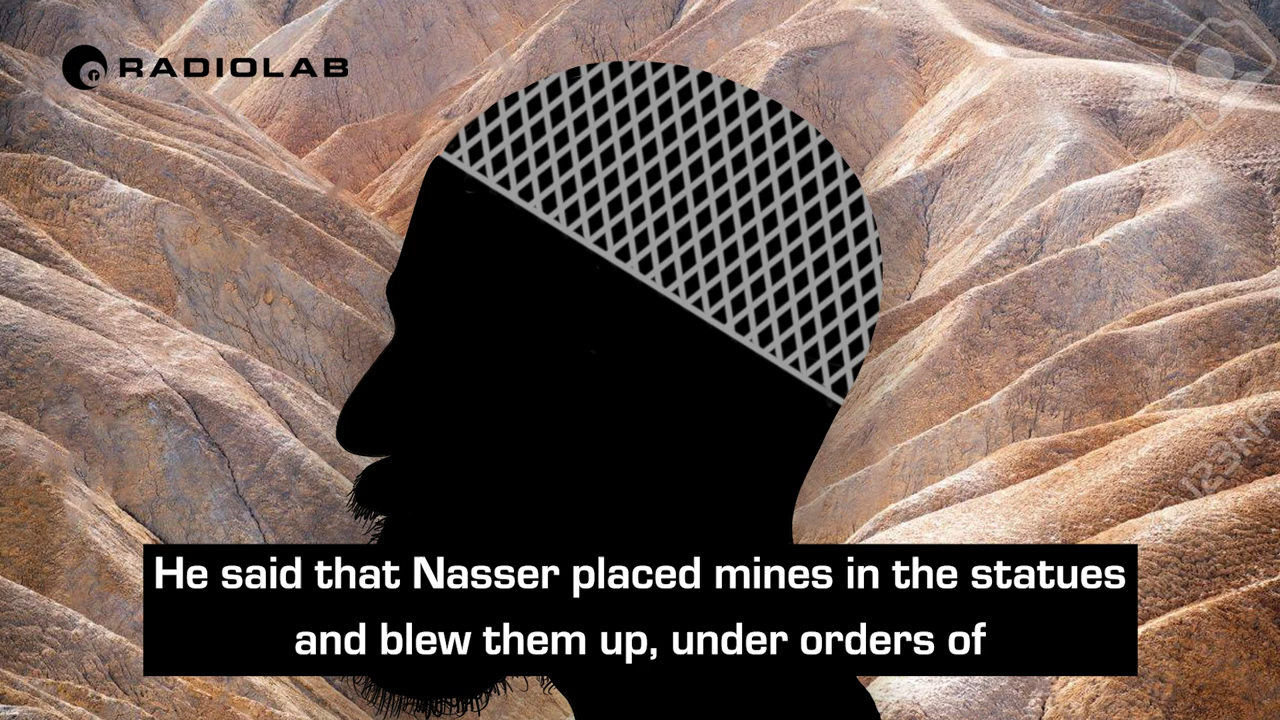 RADIOLAB
He said that Nasser placed mines in the statues
and blew them up, under orders of